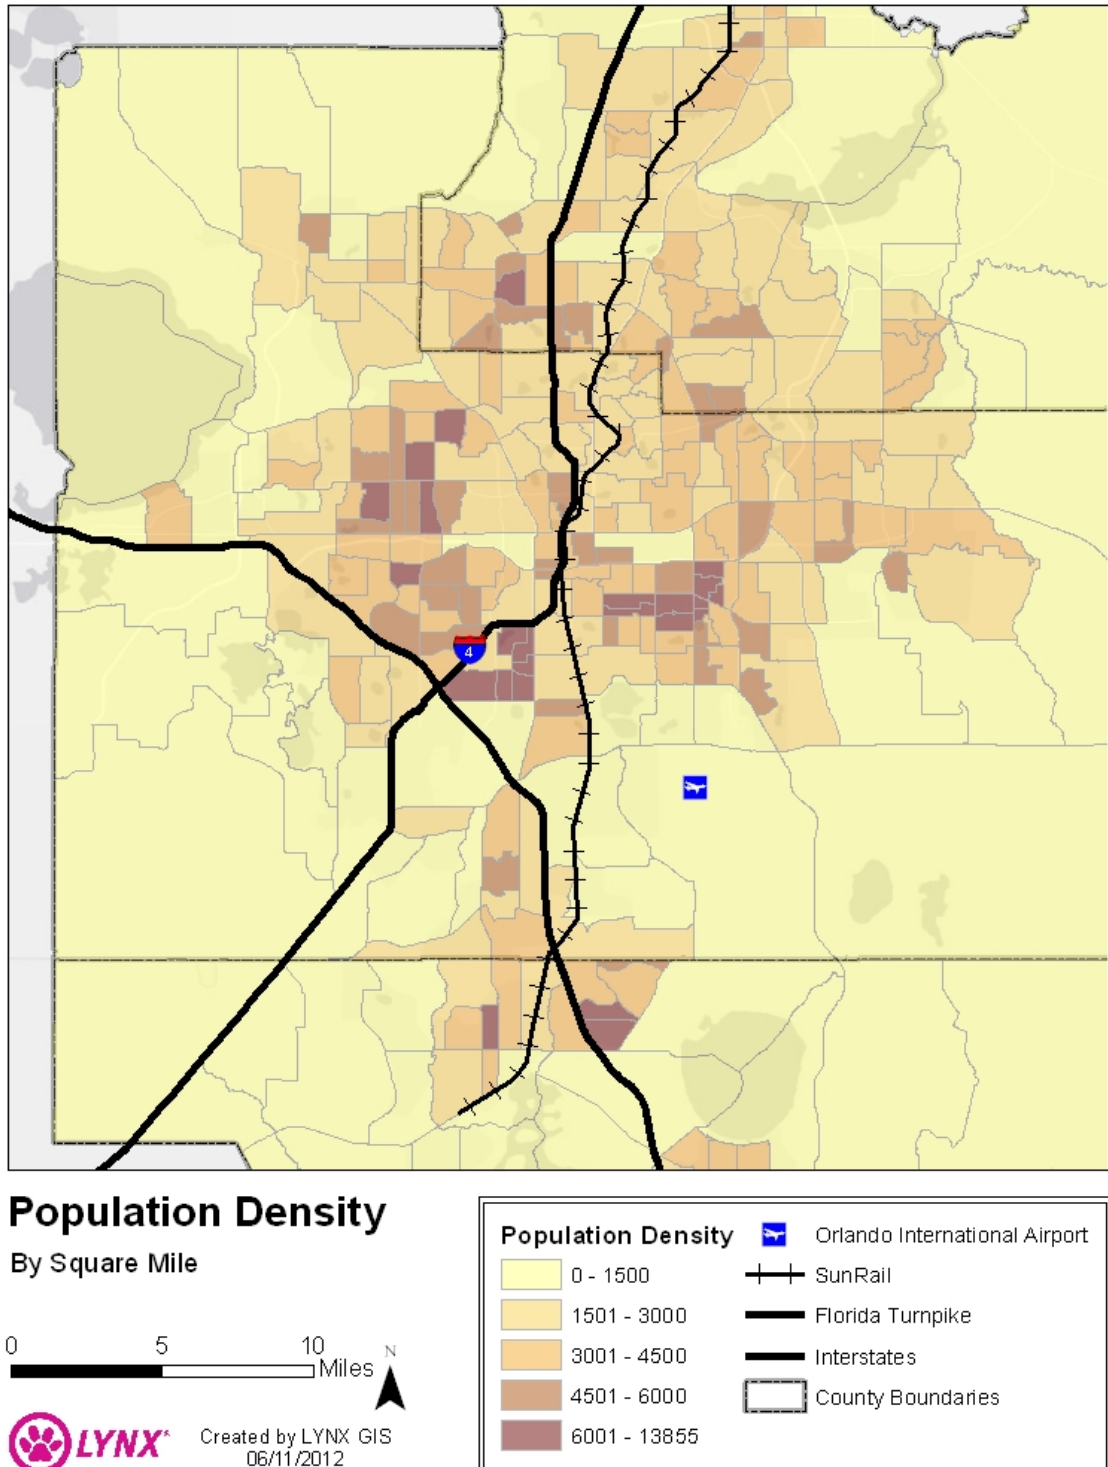 4
Population Density
By Square Mile
0 5 10
Miles
N
LYNX
Created by LYNX GIS
06/11/2012
Population Density
0 - 1500
1501 - 3000
3001 - 4500
4501 - 6000
6001 - 13855
Orlando International Airport
SunRail
Florida Turnpike
Interstates
County Boundaries